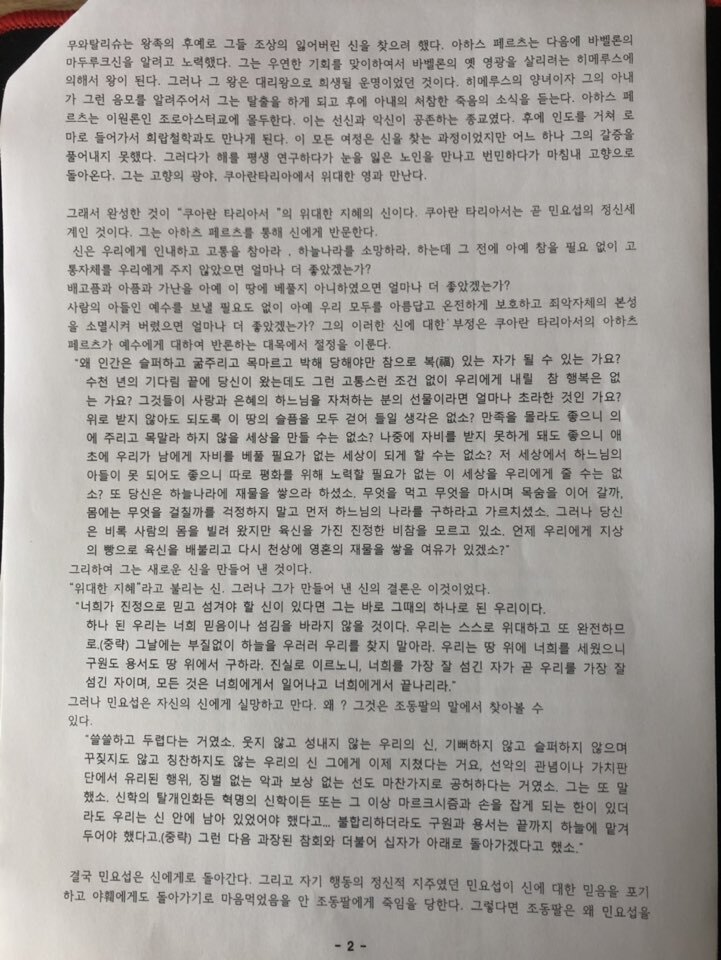 무와탈리슈는 왕족의 후예로 그들 조상의 잃어버린 신을 찾으려 했다. 아하스 페르츠는 다음에 바벨론의
마두루크신을 알려고 노력했다. 그는 우연한 기회를 맞이하여서 바벨론의 옛 영광을 살리려는 히메루스에
의해서 왕이 된다. 그러나 그 왕은 대리왕으로 희생될 운명이었던 것이다. 히메루스의 양녀이자 그의 아내
가 그런 음모를 알려주어서 그는 탈출을 하게 되고 후에 아내의 처참한 죽음의 소식을 듣는다. 아하스 페
르츠는 이원론인 조로아스터교에 몰두한다. 이는 선신과 악신이 공존하는 종교였다. 후에 인도를 거쳐 로
마로 들어가서 희랍철학과도 만나게 된다. 이 모든 여정은 신을 찾는 과정이었지만 어느 하나 그의 갈증을
풀어내지 못했다. 그러다가 해를 평생 연구하다가 눈을 잃은 노인을 만나고 번민하다가 마침내 고향으로
돌아온다. 그는 고향의 광야, 쿠아란타리아에서 위대한 영과 만난다.
그래서 완성한 것이 "쿠아란 타리아서 "의 위대한 지혜의 신이다. 쿠아란 타리아서는 곧 민요섭의 정신세
계인 것이다. 그는 아하츠 페르츠를 통해 신에게 반문한다.
신은 우리에게 인내하고 고통을 참아라 , 하늘나라를 소망하라, 하는데 그 전에 아예 참을 필요 없이 고
통자체를 우리에게 주지 않았으면 얼마나 더 좋았겠는가?
배고픔과 아픔과 가난을 아예 이 땅에 베풀지 아니하였으면 얼마나 더 좋았겠는가?
사람의 아들인 예수를 보낼 필요도 없이 아예 우리 모두를 아름답고 온전하게 보호하고 죄악자체의 본성
을 소멸시켜 버렸으면 얼마나 더 좋았겠는가? 그의 이러한 신에 대한 부정은 쿠아란 타리아서의 아하츠
페르츠가 예수에게 대하여 반론하는 대목에서 절정을 이룬다.
"왜 인간은 슬퍼하고 굶주리고 목마르고 박해 당해야만 참으로 복(福) 있는 자가 될 수 있는 가요?
수천 년의 기다림 끝에 당신이 왔는데도 그런 고통스런 조건 없이 우리에게 내릴 참 행복은 없
는 가요? 그것들이 사랑과 은혜의 하느님을 자처하는 분의 선물이라면 얼마나 초라한 것인 가요?
위로 받지 않아도 되도록 이 땅의 슬픔을 모두 걷어 들일 생각은 없소? 만족을 몰라도 좋으니 의
에 주리고 목말라 하지 않을 세상을 만들 수는 없소? 나중에 자비를 받지 못하게 돼도 좋으니 애
초에 우리가 남에게 자비를 베풀 필요가 없는 세상이 되게 할 수는 없소? 저 세상에서 하느님의
아들이 못 되어도 좋으니 따로 평화를 위해 노력할 필요가 없는 이 세상을 우리에게 줄 수는 없
소? 또 당신은 하늘나라에 재물을 쌓으라 하셨소. 무엇을 먹고 무엇을 마시며 목숨을 이어 갈까,
몸에는 무엇을 걸칠까를 걱정하지 말고 먼저 하느님의 나라를 구하라고 가르치셨소. 그러나 당신
은 비록 사람의 몸을 빌려 왔지만 육신을 가진 진정한 비참을 모르고 있소. 언제 우리에게 지상
의 빵으로 육신을 배불리고 다시 천상에 영혼의 재물을 쌓을 여유가 있겠소?"
그리하여 그는 새로운 신을 만들어 낸 것이다.
"위대한 지혜"라고 불리는 신. 그러나 그가 만들어 낸 신의 결론은 이것이었다.
"너희가 진정으로 믿고 섬겨야 할 신이 있다면 그는 바로 그때의 하나로 된 우리이다.
하나 된 우리는 너희 믿음이나 섬김을 바라지 않을 것이다. 우리는 스스로 위대하고 또 완전하므
로.(중략) 그날에는 부질없이 하늘을 우러러 우리를 찾지 말아라. 우리는 땅 위에 너희를 세웠으니
구원도 용서도 땅 위에서 구하라. 진실로 이르노니, 너희를 가장 잘 섬긴 자가 곧 우리를 가장 잘
섬긴 자이며, 모든 것은 너희에게서 일어나고 너희에게서 끝나리라."
그러나 민요섭은 자신의 신에게 실망하고 만다. 왜 ? 그것은 조동팔의 말에서 찾아볼 수
있다.
"쓸쓸하고 두렵다는 거였소. 웃지 않고 성내지 않는 우리의 신, 기뻐하지 않고 슬퍼하지 않으며
꾸짖지도 않고 칭찬하지도 않는 우리의 신 그에게 이제 지쳤다는 거요, 선악의 관념이나 가치판
단에서 유리된 행위, 징벌 없는 악과 보상 없는 선도 마찬가지로 공허하다는 거였소. 그는 또 말
했소. 신학의 탈개인화든 혁명의 신학이든 또는 그 이상 마르크시즘과 손을 잡게 되는 한이 있더
라도 우리는 신 안에 남아 있었어야 했다고... 불합리하더라도 구원과 용서는 끝까지 하늘에 맡겨
두어야 했다고.(중략) 그런 다음 과장된 참회와 더불어 십자가 아래로 돌아가겠다고 했소."
결국 민요섭은 신에게로 돌아간다. 그리고 자기 행동의 정신적 지주였던 민요섭이 신에 대한 믿음을 포기
하고 야훼에게도 돌아가기로 마음먹었음을 안 조동팔에게 죽임을 당한다. 그렇다면 조동팔은 왜 민요섭을
- 2 -